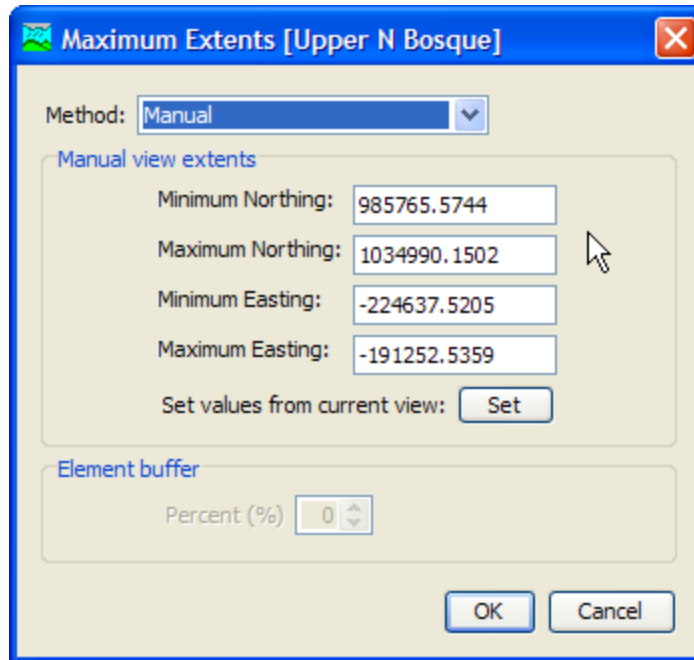 Maximum Extents [Upper N Bosque]
Method: Manual
Manual view extents
Minimum Northing: 985765.5744
Maximum Northing: 1034990.1502
Minimum Easting: -224637.5205
Maximum Easting: -191252.5359
Set values from current view: Set
Element buffer
Percent (%) 0
OK Cancel